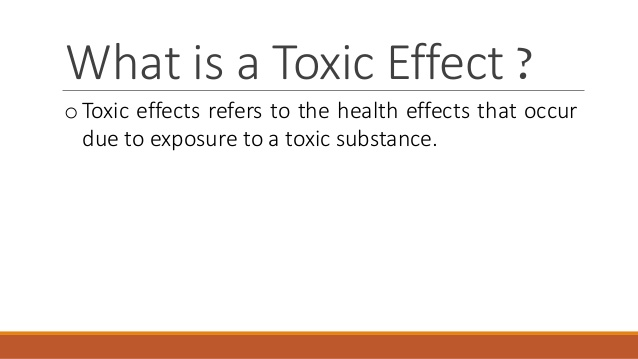 What is a Toxic Effect ?
o Toxic effects refers to the health effects that occur
due to exposure to a toxic substance.